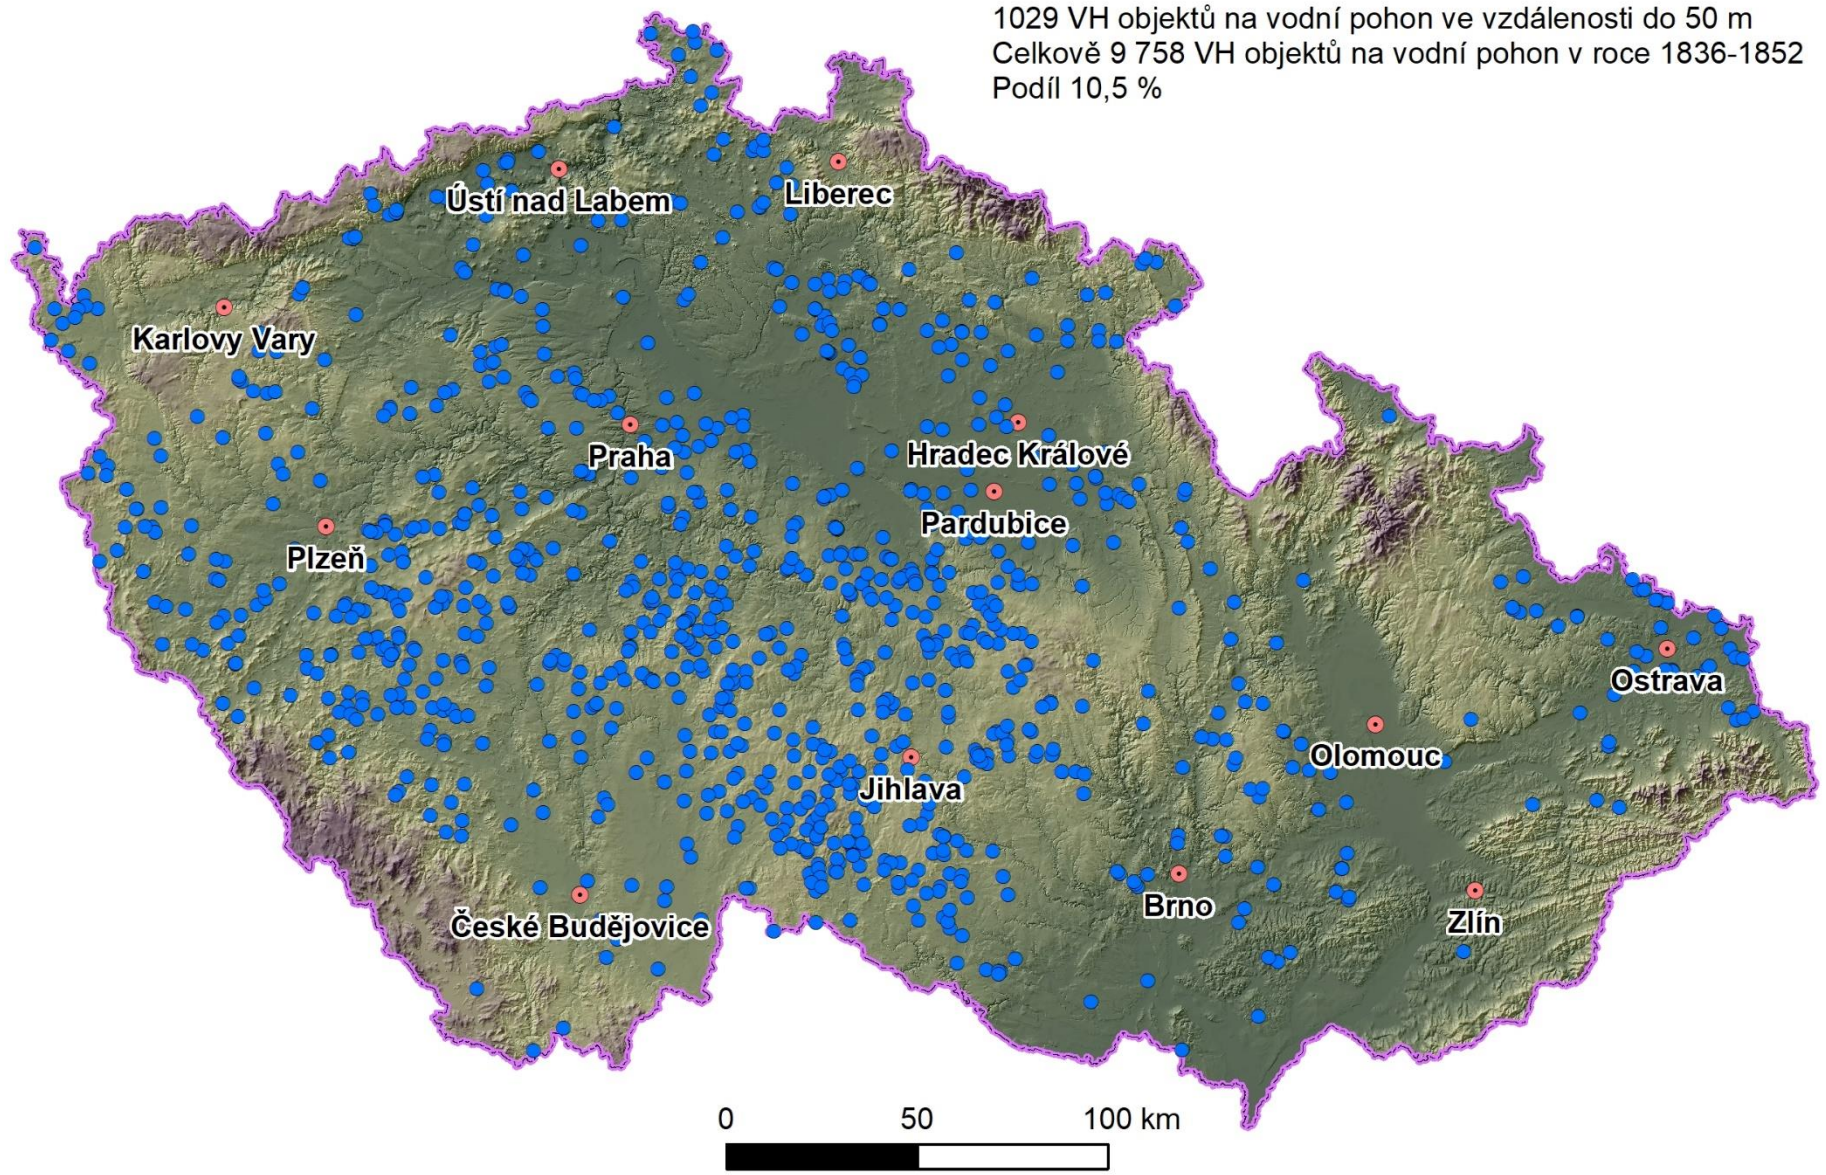 1029 VH objektů na vodní pohon ve vzdálenosti do 50 m
Celkově 9 758 VH objektů na vodní pohon v roce 1836-1852
Podíl 10,5 %
Ústí nad Labem
Liberec
Karlovy Vary
Praha
Hradec Králové
Pardubice
Plzeň
Ostrava
Olomouc
Jihlava
Brno
Zlín
České Budějovice
0 50 100 km